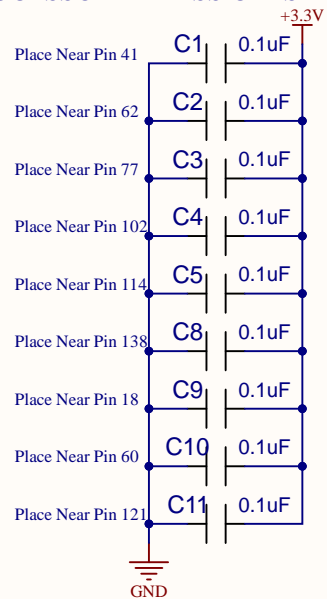 +3.3V
Place Near Pin 41 C1 0.1uF
Place Near Pin 62 C2 0.1uF
Place Near Pin 77 C3 0.1uF
Place Near Pin 102 C4 0.1uF
Place Near Pin 114 C5 0.1uF
Place Near Pin 138 C8 0.1uF
Place Near Pin 18 C9 0.1uF
Place Near Pin 60 C10 0.1uF
Place Near Pin 121 C11 0.1uF
GND